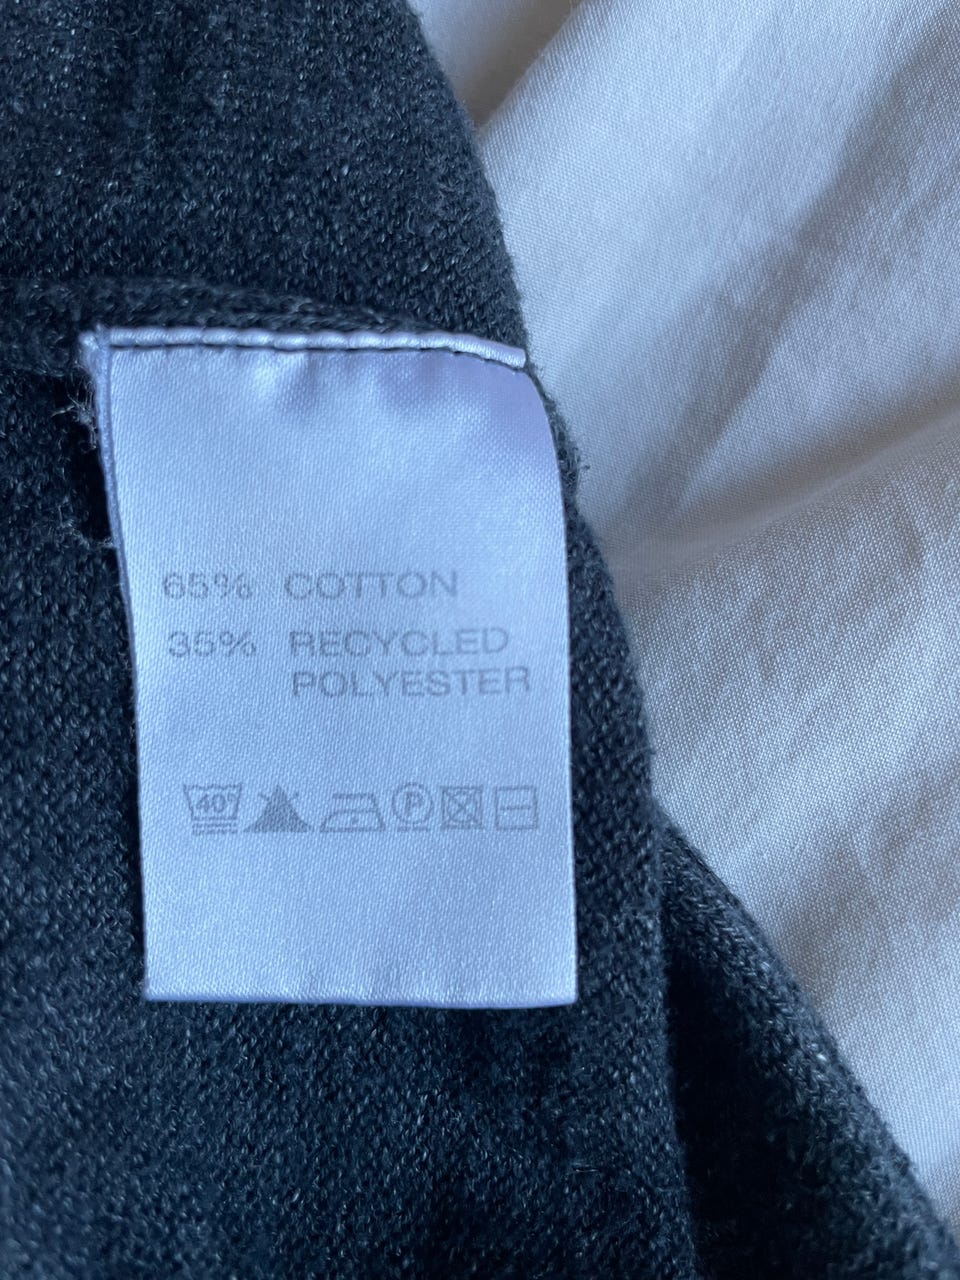 65% COTTON
35% RECYCLED
POLYESTER
40° P